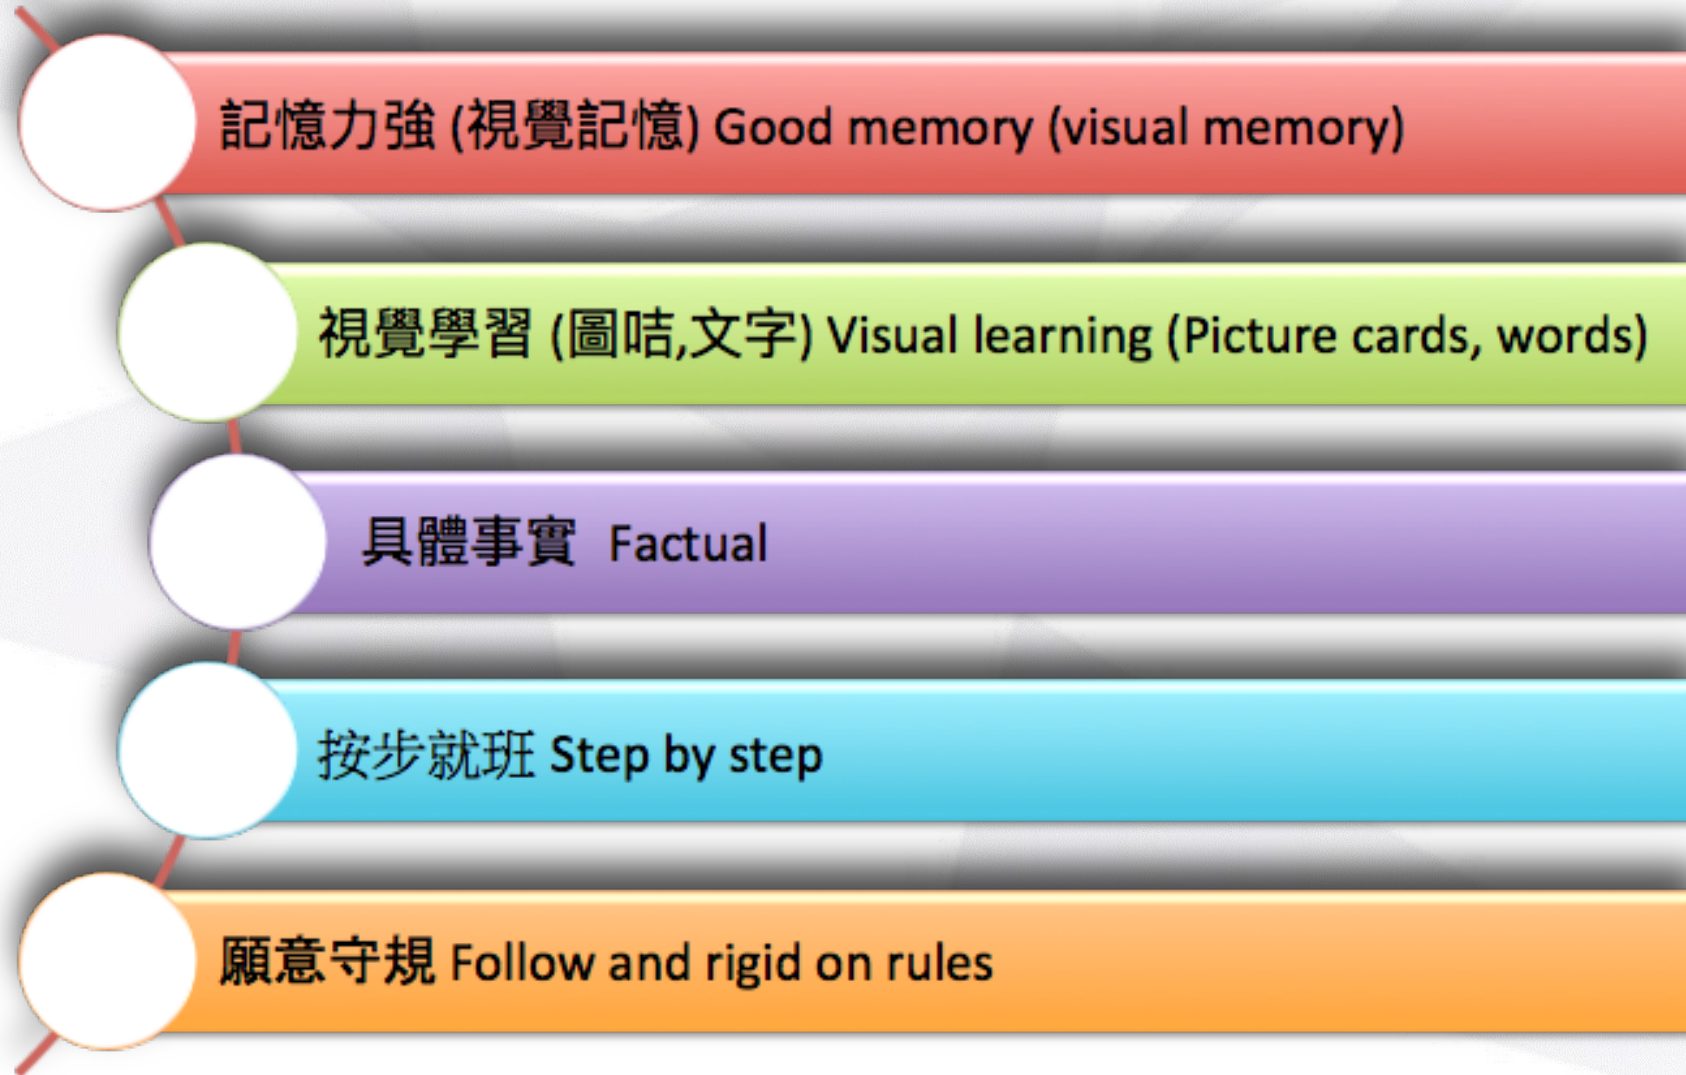 記憶力強 (視覺記憶) Good memory (visual memory)
視覺學習 (圖咭,文字) Visual learning (Picture cards, words)
具體事實 Factual
按步就班 Step by step
願意守規 Follow and rigid on rules